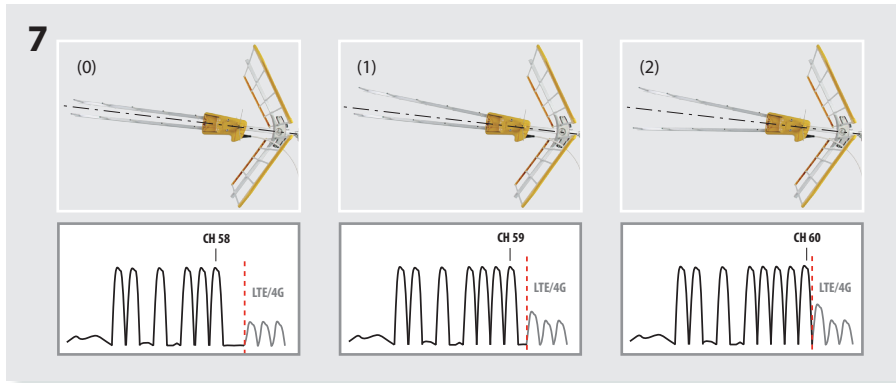 7
(0)
(1)
(2)
CH 58
LTE/4G
CH 59
LTE/4G
CH 60
LTE/4G